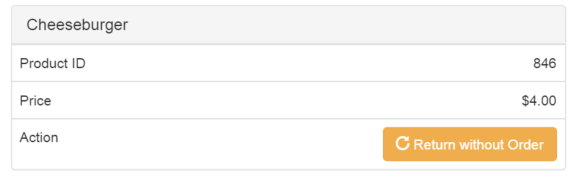 Cheeseburger
Product ID 846
Price $4.00
Action Return without Order